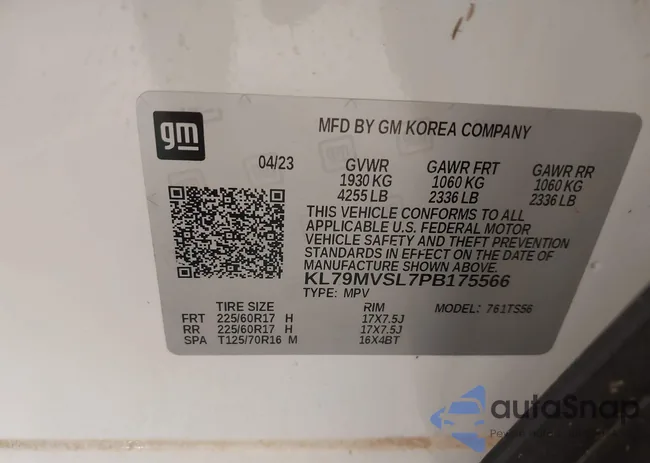 gm
MFD BY GM KOREA COMPANY
04/23 GVWR GAWR FRT GAWR RR
1930 KG 1060 KG 1060 KG
4255 LB 2336 LB 2336 LB
THIS VEHICLE CONFORMS TO ALL
APPLICABLE U.S. FEDERAL MOTOR
VEHICLE SAFETY AND THEFT PREVENTION
STANDARDS IN EFFECT ON THE DATE OF
MANUFACTURE SHOWN ABOVE.
KL79MVSL7PB175566
TYPE: MPV MODEL: 761TS56
TIRE SIZE RIM
FRT 225/60R17 H 17X7.5J
RR 225/60R17 H 17X7.5J
SPA T125/70R16 M 16X4BT
autoSnap